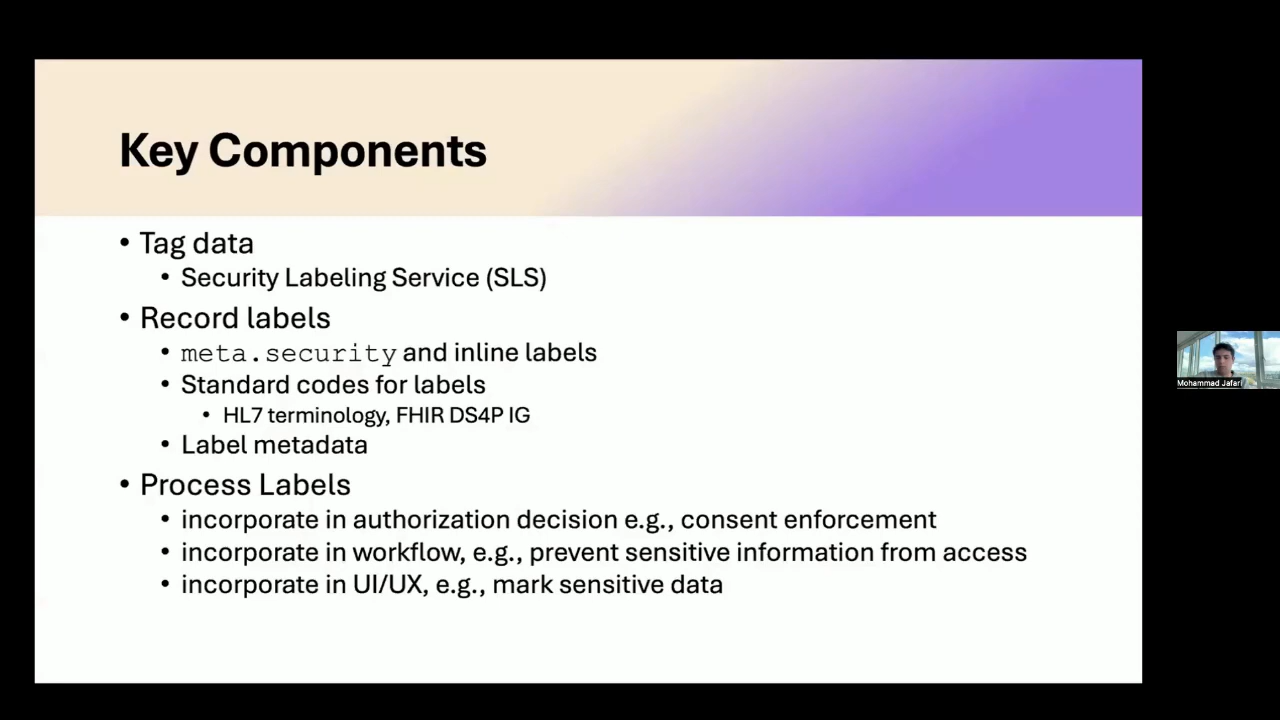 Key Components
• Tag data
• Security Labeling Service (SLS)
• Record labels
• meta.security and inline labels
• Standard codes for labels
• HL7 terminology, FHIR DS4P IG
• Label metadata
• Process Labels
• incorporate in authorization decision e.g., consent enforcement
• incorporate in workflow, e.g., prevent sensitive information from access
• incorporate in UI/UX, e.g., mark sensitive data
Mohammad Jafari